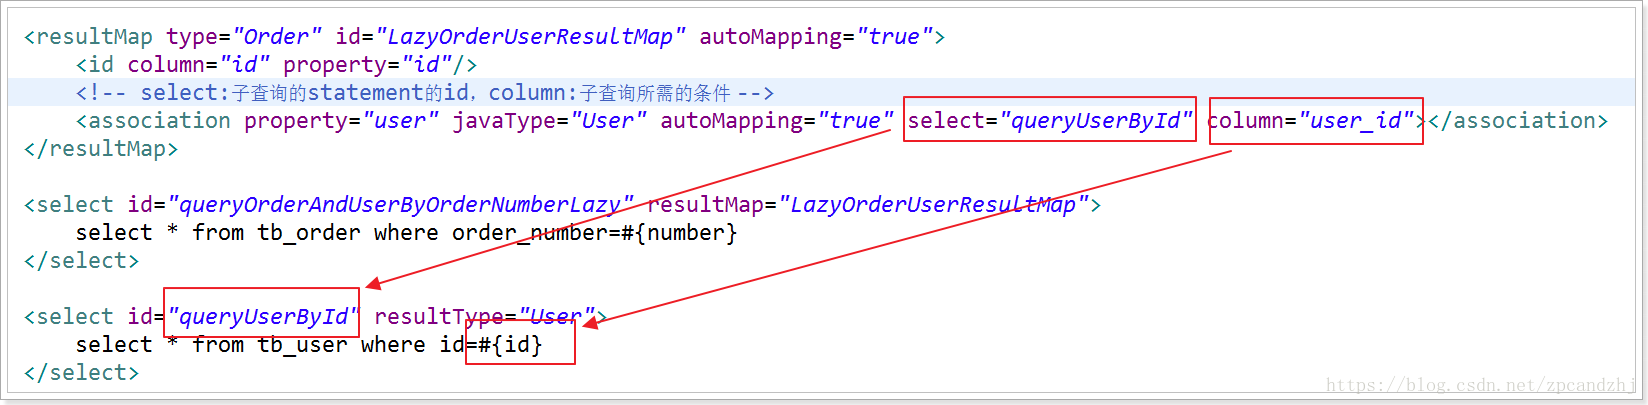 <resultMap type="Order" id="LazyOrderUserResultMap" autoMapping="true">
<id column="id" property="id"/>
<!-- select:子查询的statement的id，column:子查询所需的条件 -->
<association property="user" javaType="User" autoMapping="true" select="queryUserById" column="user_id"></association>
</resultMap>
<select id="queryOrderAndUserByOrderNumberLazy" resultMap="LazyOrderUserResultMap">
select * from tb_order where order_number=#{number}
</select>
<select id="queryUserById" resultType="User">
select * from tb_user where id=#{id}
</select>
https://blog.csdn.net/zpcandzhj